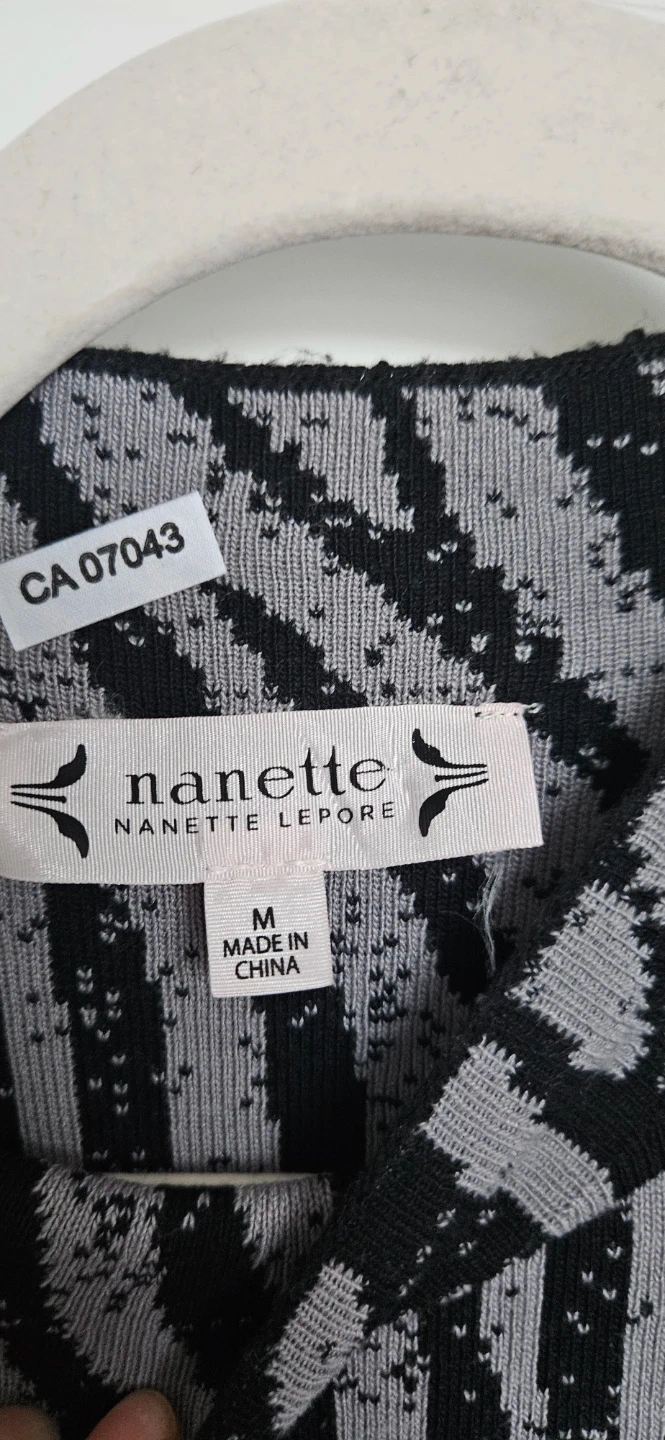 CA 07043
nanette
NANETTE LEPORE
M
MADE IN
CHINA